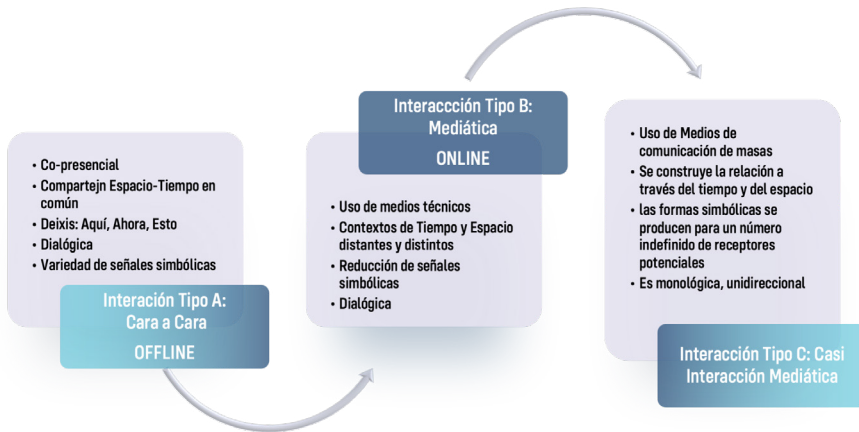 • Co-presencial
• Compartejn Espacio-Tiempo en
común
• Deixis: Aquí, Ahora, Esto
• Dialógica
• Variedad de señales simbólicas
Interación Tipo A:
Cara a Cara
OFFLINE
Interaccción Tipo B:
Mediática
ONLINE
• Uso de medios técnicos
• Contextos de Tiempo y Espacio
distantes y distintos
• Reducción de señales
simbólicas
• Dialógica
• Uso de Medios de
comunicación de masas
• Se construye la relación a
través del tiempo y del espacio
• las formas simbólicas se
producen para un número
indefinido de receptores
potenciales
• Es monológica, unidireccional
Interacción Tipo C: Casi
Interacción Mediática